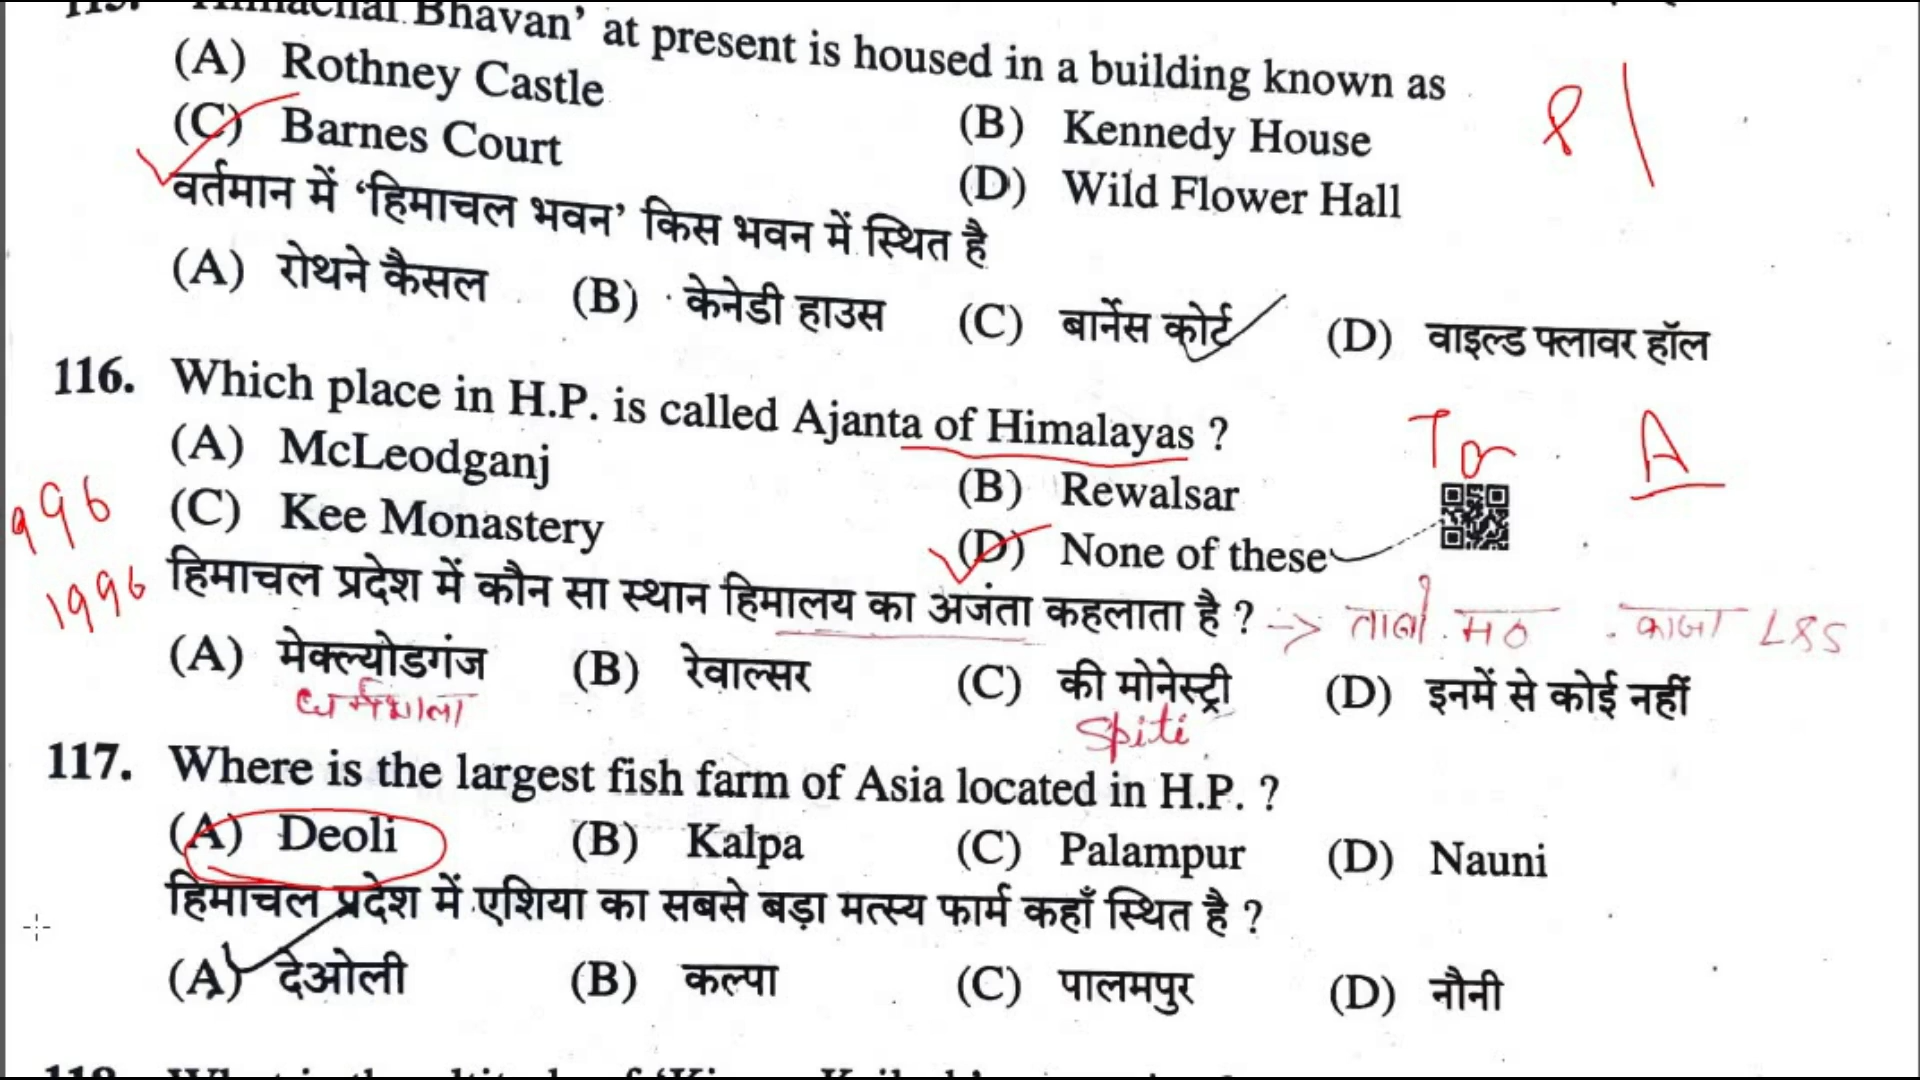 Bhavan' at present is housed in a building known as
(A) Rothney Castle
(B) Kennedy House
(C) Barnes Court
(D) Wild Flower Hall
वर्तमान में 'हिमाचल भवन' किस भवन में स्थित है
(A) रोथने कैसल (B) केनेडी हाउस (C) बार्नेस कोर्ट (D) वाइल्ड फ्लावर हॉल
116. Which place in H.P. is called Ajanta of Himalayas ?
(A) McLeodganj
(B) Rewalsar
(C) Kee Monastery
(D) None of these
A
996
1996
हिमाचल प्रदेश में कौन सा स्थान हिमालय का अजंता कहलाता है ? -> ताबो मठ काजा L&S
(A) मेक्ल्योडगंज (B) रेवाल्सर (C) की मोनेस्ट्री (D) इनमें से कोई नहीं
धर्मशाला Spiti
117. Where is the largest fish farm of Asia located in H.P. ?
(A) Deoli (B) Kalpa (C) Palampur (D) Nauni
हिमाचल प्रदेश में एशिया का सबसे बड़ा मत्स्य फार्म कहाँ स्थित है ?
(A) देओली (B) कल्पा (C) पालमपुर (D) नौनी